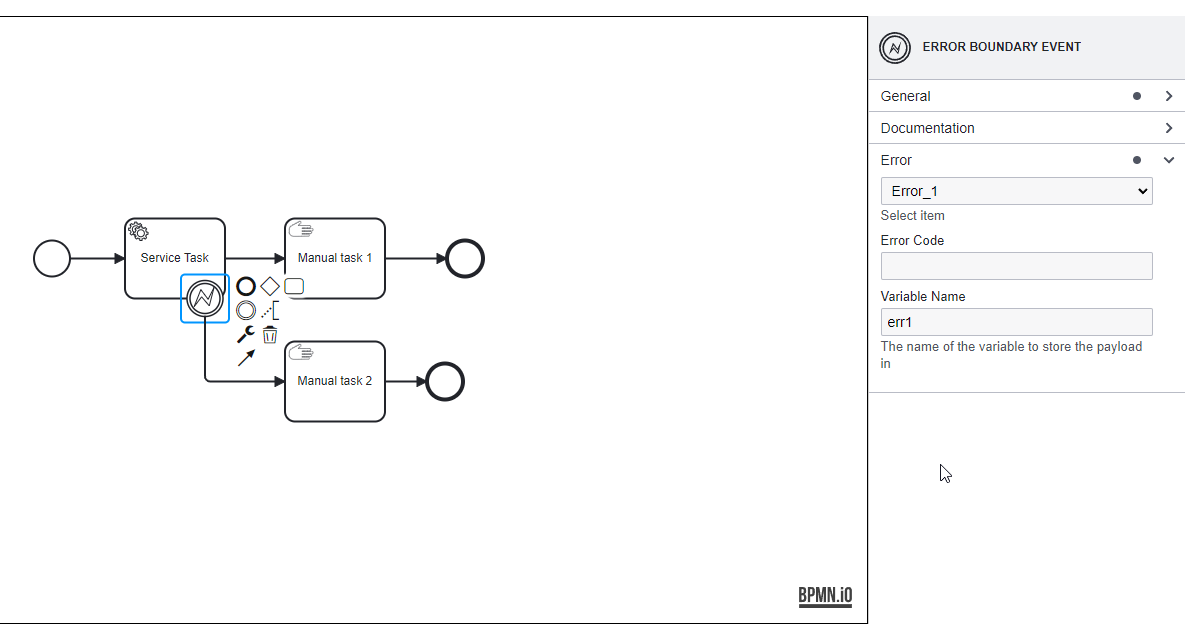 ERROR BOUNDARY EVENT
General
Documentation
Error
Error_1
Select item
Error Code
Variable Name
err1
The name of the variable to store the payload
in
Service Task
Manual task 1
Manual task 2
BPMN.iO